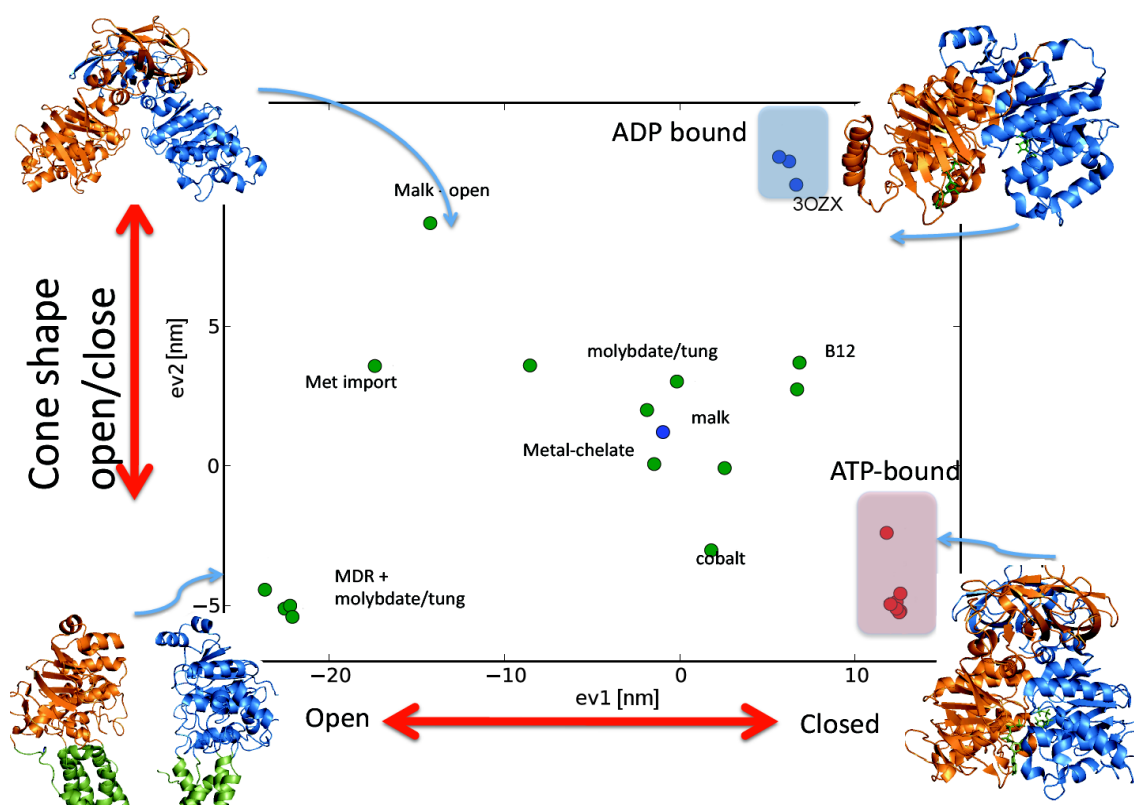 ADP bound
Malk - open
3OZX
Cone shape
open/close
ev2 [nm]
5
0
−5
molybdate/tung
B12
Met import
malk
Metal-chelate
ATP-bound
cobalt
MDR +
molybdate/tung
−20
−10
0
10
ev1 [nm]
Open
Closed